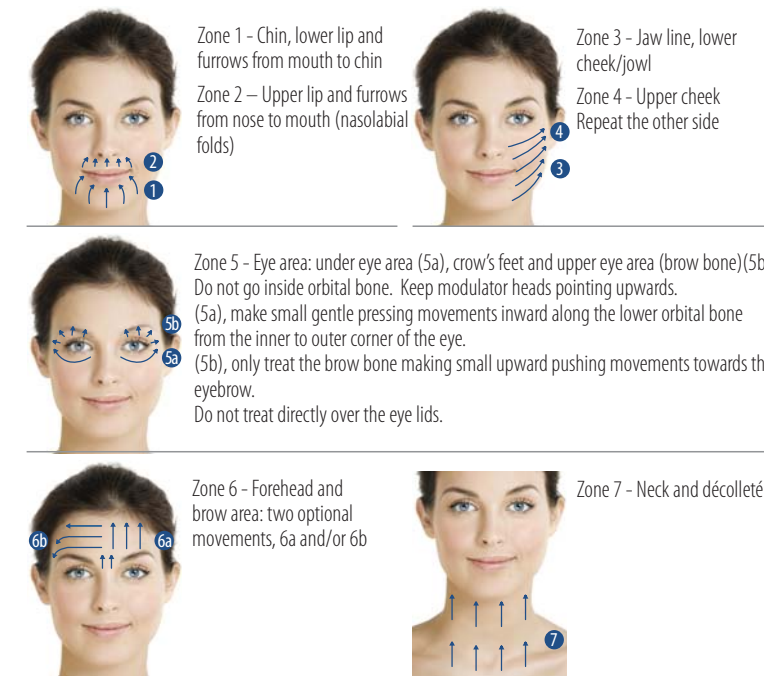 Zone 1 - Chin, lower lip and
furrows from mouth to chin
Zone 2 – Upper lip and furrows
from nose to mouth (nasolabial
folds)
2
1
Zone 3 - Jaw line, lower
cheek/jowl
Zone 4 - Upper cheek
Repeat the other side
4
3
Zone 5 - Eye area: under eye area (5a), crow's feet and upper eye area (brow bone)(5b
Do not go inside orbital bone. Keep modulator heads pointing upwards.
(5a), make small gentle pressing movements inward along the lower orbital bone
from the inner to outer corner of the eye.
(5b), only treat the brow bone making small upward pushing movements towards th
eyebrow.
Do not treat directly over the eye lids.
5b
5a
Zone 6 - Forehead and
brow area: two optional
movements, 6a and/or 6b
6b
6a
Zone 7 - Neck and décolleté
7